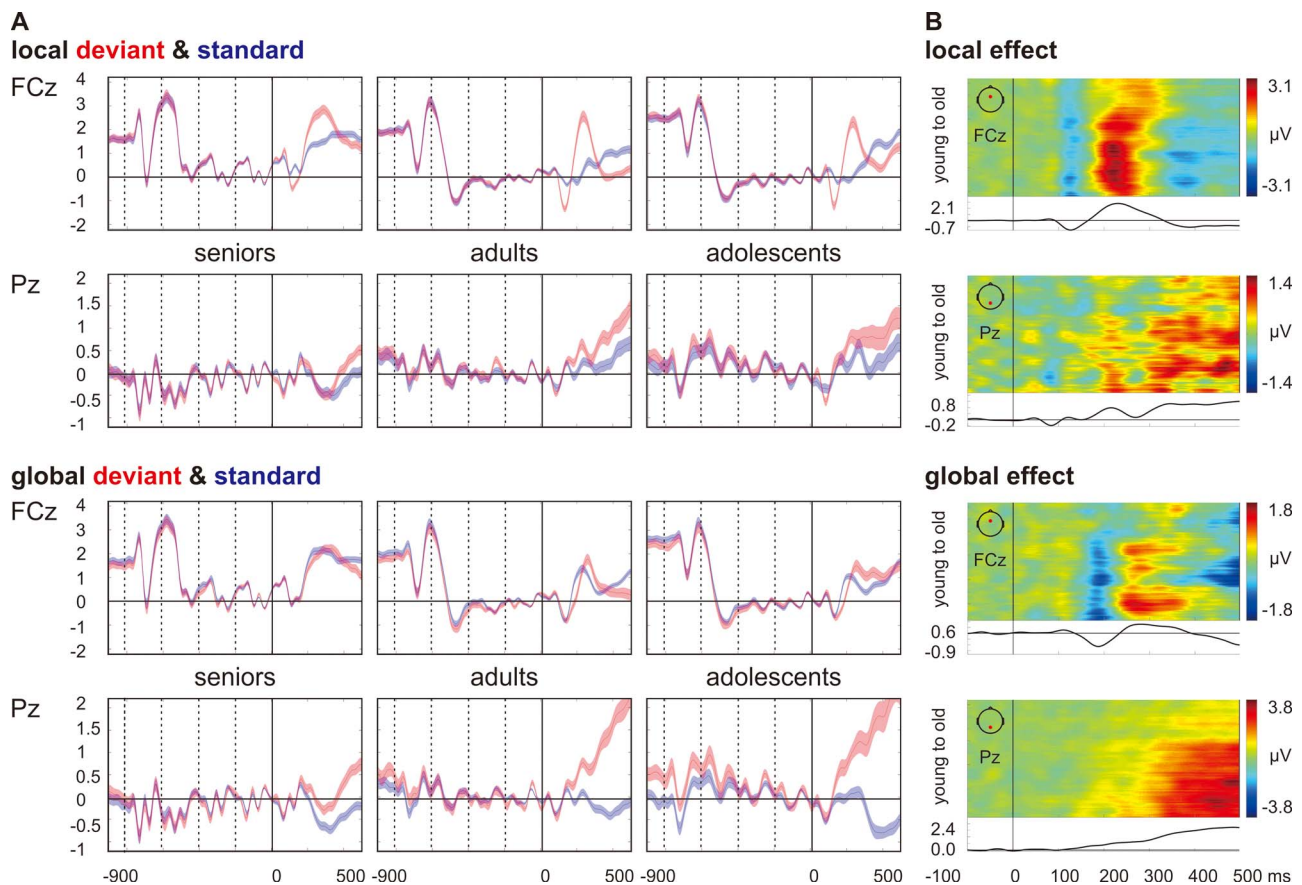 A
local deviant & standard
FCz
4
3
2
1
0
-1
-2
seniors
adults
adolescents
Pz
2
1.5
1
0.5
0
-0.5
-1
global deviant & standard
FCz
4
3
2
1
0
-1
-2
seniors
adults
adolescents
Pz
2
1.5
1
0.5
0
-0.5
-1
-900 0 500 -900 0 500 -900 0 500
B
local effect
young to old
FCz
3.1
µV
-3.1
2.1
-0.7
young to old
Pz
1.4
µV
-1.4
0.8
-0.2
global effect
young to old
FCz
1.8
µV
-1.8
0.6
-0.9
young to old
Pz
3.8
µV
-3.8
2.4
0.0
-100 0 100 200 300 400 500 ms